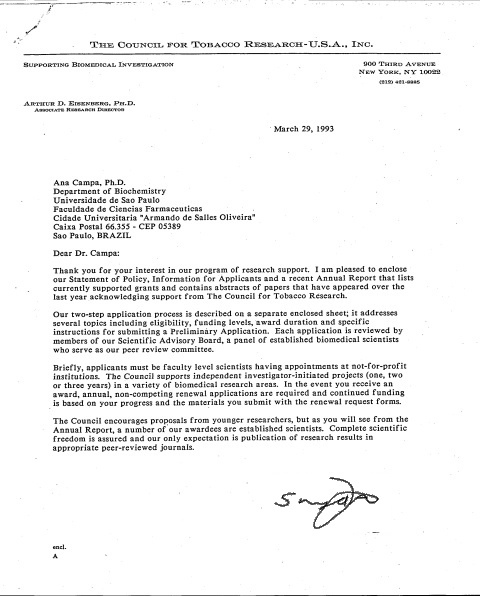 THE COUNCIL FOR TOBACCO RESEARCH-U.S.A., INC.
SUPPORTING BIOMEDICAL INVESTIGATION
900 THIRD AVENUE
NEW YORK, NY 10022
(212) 421-8885
ARTHUR D. EISENBERG, PH.D.
ASSOCIATE RESEARCH DIRECTOR
March 29, 1993
Ana Campa, Ph.D.
Department of Biochemistry
Universidade de Sao Paulo
Faculdade de Ciencias Farmaceuticas
Cidade Universitaria "Armando de Salles Oliveira"
Caixa Postal 66.355 - CEP 05389
Sao Paulo, BRAZIL
Dear Dr. Campa:
Thank you for your interest in our program of research support. I am pleased to enclose
our Statement of Policy, Information for Applicants and a recent Annual Report that lists
currently supported grants and contains abstracts of papers that have appeared over the
last year acknowledging support from The Council for Tobacco Research.
Our two-step application process is described on a separate enclosed sheet; it addresses
several topics including eligibility, funding levels, award duration and specific
instructions for submitting a Preliminary Application. Each application is reviewed by
members of our Scientific Advisory Board, a panel of established biomedical scientists
who serve as our peer review committee.
Briefly, applicants must be faculty level scientists having appointments at not-for-profit
institutions. The Council supports independent investigator-initiated projects (one, two
or three years) in a variety of biomedical research areas. In the event you receive an
award, annual, non-competing renewal applications are required and continued funding
is based on your progress and the materials you submit with the renewal request forms.
The Council encourages proposals from younger researchers, but as you will see from the
Annual Report, a number of our awardees are established scientists. Complete scientific
freedom is assured and our only expectation is publication of research results in
appropriate peer-reviewed journals.
encl.
A